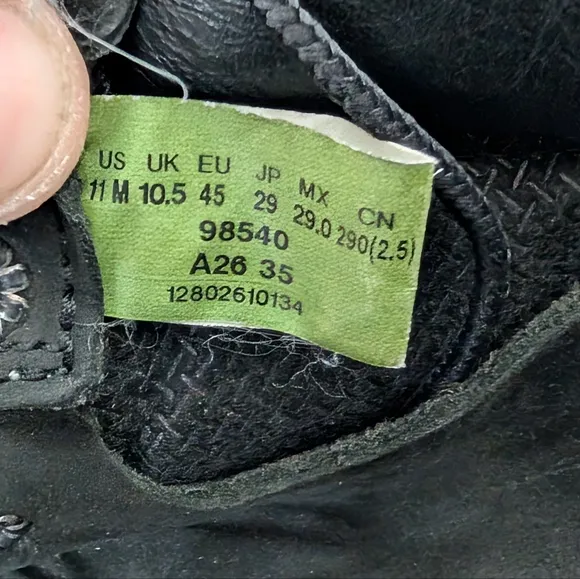 US UK EU JP MX CN
11 M 10.5 45 29 29.0 290(2.5)
98540
A26 35
12802610134